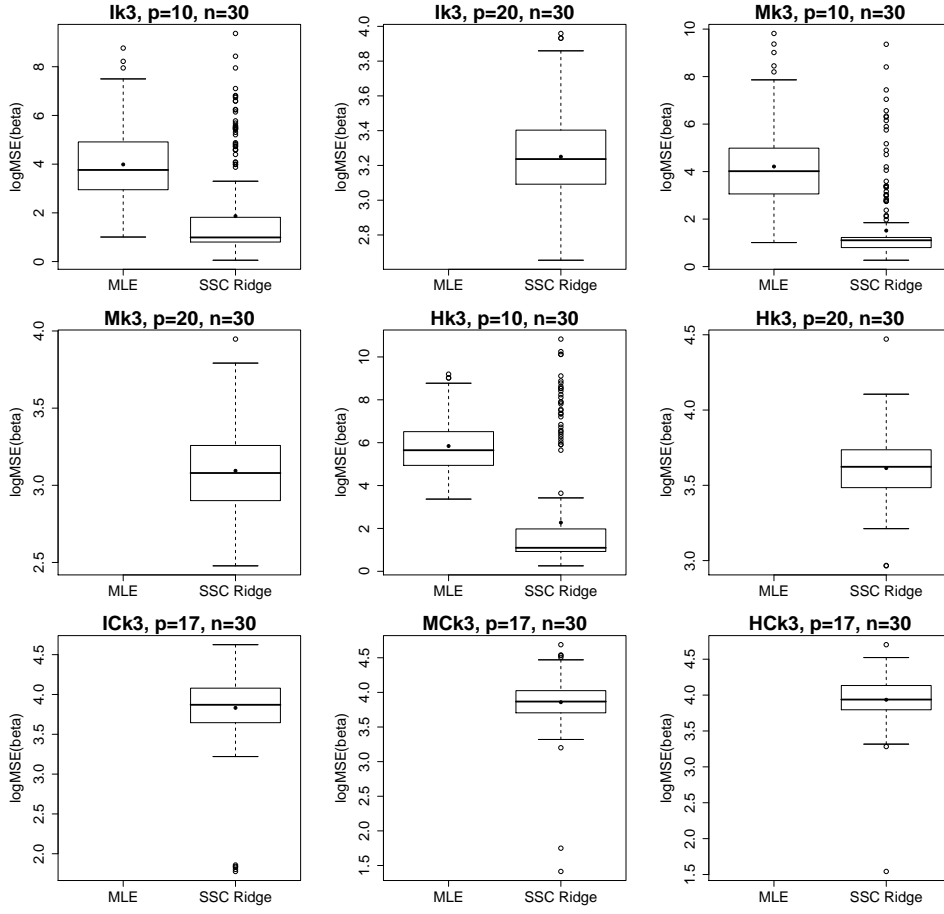 Ik3, p=10, n=30
logMSE(beta)
0
2
4
6
8
MLE
SSC Ridge
Ik3, p=20, n=30
logMSE(beta)
2.8
3.0
3.2
3.4
3.6
3.8
4.0
MLE
SSC Ridge
Mk3, p=10, n=30
logMSE(beta)
0
2
4
6
8
10
MLE
SSC Ridge
Mk3, p=20, n=30
logMSE(beta)
2.5
3.0
3.5
4.0
MLE
SSC Ridge
Hk3, p=10, n=30
logMSE(beta)
0
2
4
6
8
10
MLE
SSC Ridge
Hk3, p=20, n=30
logMSE(beta)
3.0
3.5
4.0
4.5
MLE
SSC Ridge
ICk3, p=17, n=30
logMSE(beta)
2.0
2.5
3.0
3.5
4.0
4.5
MLE
SSC Ridge
MCk3, p=17, n=30
logMSE(beta)
1.5
2.0
2.5
3.0
3.5
4.0
4.5
MLE
SSC Ridge
HCk3, p=17, n=30
logMSE(beta)
1.5
2.0
2.5
3.0
3.5
4.0
4.5
MLE
SSC Ridge